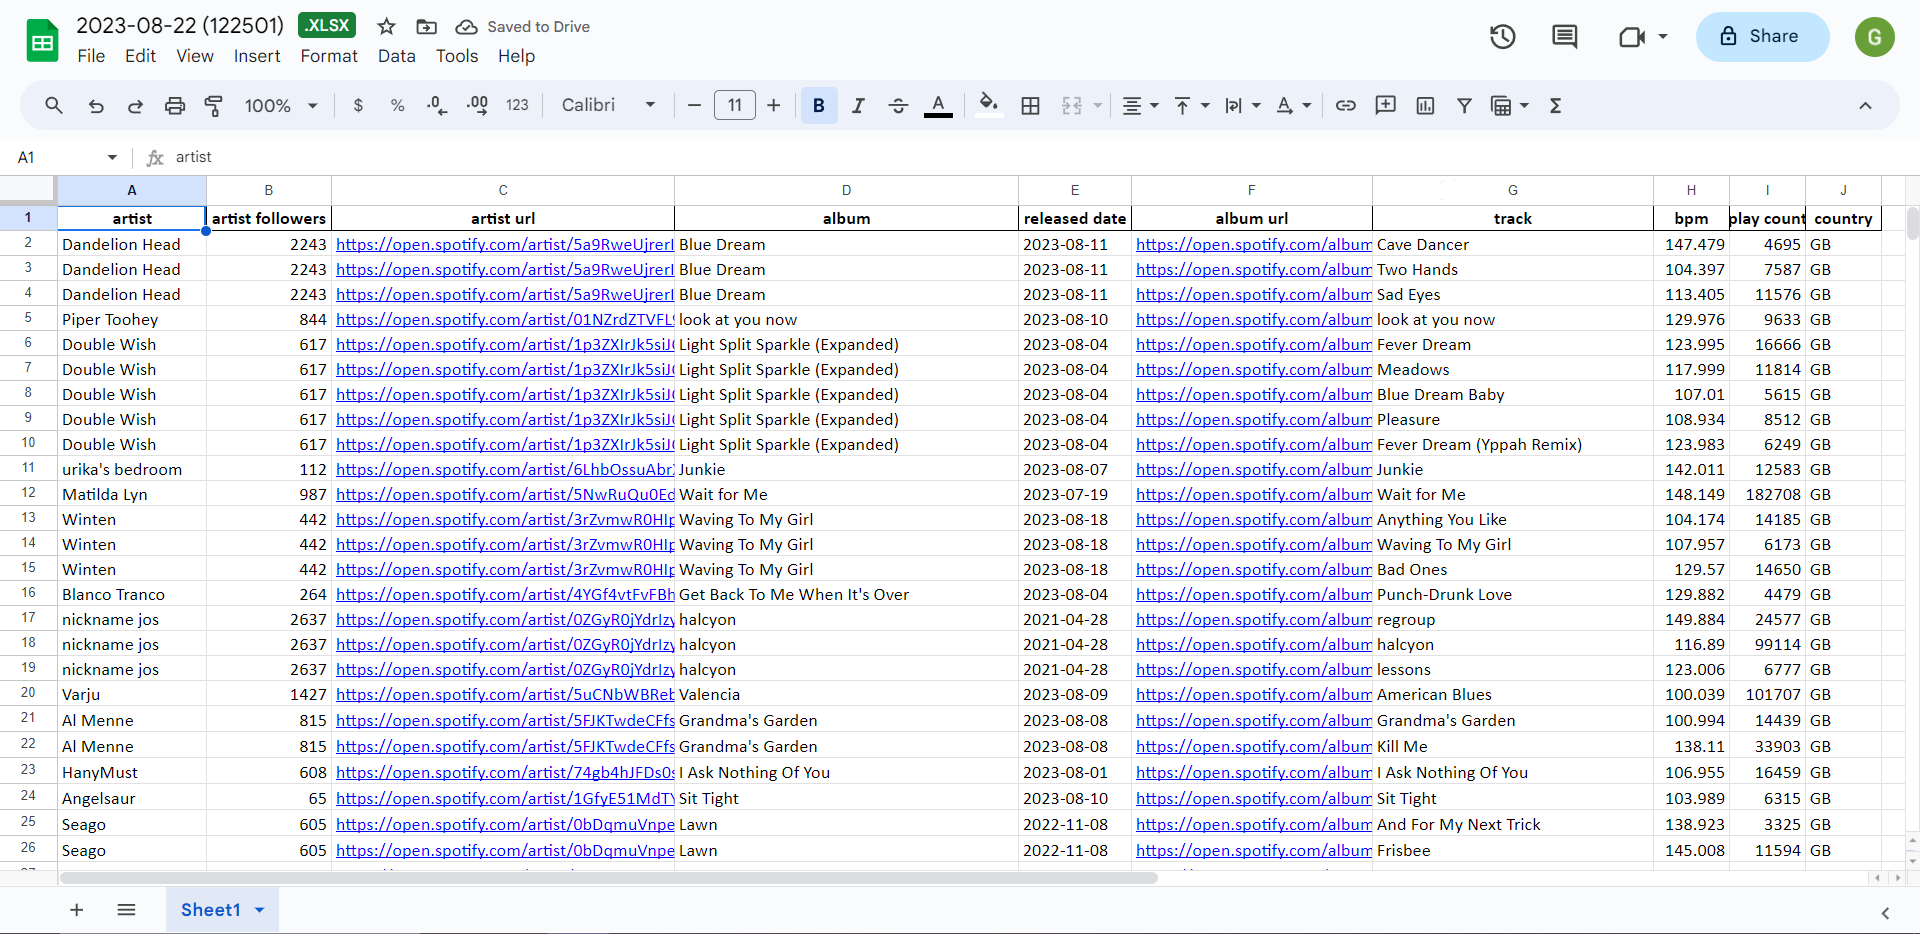 2023-08-22 (122501) .XLSX Saved to Drive
File Edit View Insert Format Data Tools Help
Share
G
100% $ % .0 .00 123 Calibri 11 B I A
A1 fx artist
A B C D E F G H I J
1 artist artist followers artist url album released date album url track bpm play count country
2 Dandelion Head 2243 https://open.spotify.com/artist/5a9RweUjrerI Blue Dream 2023-08-11 https://open.spotify.com/album Cave Dancer 147.479 4695 GB
3 Dandelion Head 2243 https://open.spotify.com/artist/5a9RweUjrerI Blue Dream 2023-08-11 https://open.spotify.com/album Two Hands 104.397 7587 GB
4 Dandelion Head 2243 https://open.spotify.com/artist/5a9RweUjrerI Blue Dream 2023-08-11 https://open.spotify.com/album Sad Eyes 113.405 11576 GB
5 Piper Toohey 844 https://open.spotify.com/artist/01NZrdZTVFL look at you now 2023-08-10 https://open.spotify.com/album look at you now 129.976 9633 GB
6 Double Wish 617 https://open.spotify.com/artist/1p3ZXIrJk5siJ Light Split Sparkle (Expanded) 2023-08-04 https://open.spotify.com/album Fever Dream 123.995 16666 GB
7 Double Wish 617 https://open.spotify.com/artist/1p3ZXIrJk5siJ Light Split Sparkle (Expanded) 2023-08-04 https://open.spotify.com/album Meadows 117.999 11814 GB
8 Double Wish 617 https://open.spotify.com/artist/1p3ZXIrJk5siJ Light Split Sparkle (Expanded) 2023-08-04 https://open.spotify.com/album Blue Dream Baby 107.01 5615 GB
9 Double Wish 617 https://open.spotify.com/artist/1p3ZXIrJk5siJ Light Split Sparkle (Expanded) 2023-08-04 https://open.spotify.com/album Pleasure 108.934 8512 GB
10 Double Wish 617 https://open.spotify.com/artist/1p3ZXIrJk5siJ Light Split Sparkle (Expanded) 2023-08-04 https://open.spotify.com/album Fever Dream (Yppah Remix) 123.983 6249 GB
11 urika's bedroom 112 https://open.spotify.com/artist/6LhbOssuAbr Junkie 2023-08-07 https://open.spotify.com/album Junkie 142.011 12583 GB
12 Matilda Lyn 987 https://open.spotify.com/artist/5NwRuQu0Ed Wait for Me 2023-07-19 https://open.spotify.com/album Wait for Me 148.149 182708 GB
13 Winten 442 https://open.spotify.com/artist/3rZvmwR0HIp Waving To My Girl 2023-08-18 https://open.spotify.com/album Anything You Like 104.174 14185 GB
14 Winten 442 https://open.spotify.com/artist/3rZvmwR0HIp Waving To My Girl 2023-08-18 https://open.spotify.com/album Waving To My Girl 107.957 6173 GB
15 Winten 442 https://open.spotify.com/artist/3rZvmwR0HIp Waving To My Girl 2023-08-18 https://open.spotify.com/album Bad Ones 129.57 14650 GB
16 Blanco Tranco 264 https://open.spotify.com/artist/4YGf4vtFvFBh Get Back To Me When It's Over 2023-08-04 https://open.spotify.com/album Punch-Drunk Love 129.882 4479 GB
17 nickname jos 2637 https://open.spotify.com/artist/0ZGyR0jYdrIzy halcyon 2021-04-28 https://open.spotify.com/album regroup 149.884 24577 GB
18 nickname jos 2637 https://open.spotify.com/artist/0ZGyR0jYdrIzy halcyon 2021-04-28 https://open.spotify.com/album halcyon 116.89 99114 GB
19 nickname jos 2637 https://open.spotify.com/artist/0ZGyR0jYdrIzy halcyon 2021-04-28 https://open.spotify.com/album lessons 123.006 6777 GB
20 Varju 1427 https://open.spotify.com/artist/5uCNbWBReb Valencia 2023-08-09 https://open.spotify.com/album American Blues 100.039 101707 GB
21 Al Menne 815 https://open.spotify.com/artist/5FJKTwdeCFfs Grandma's Garden 2023-08-08 https://open.spotify.com/album Grandma's Garden 100.994 14439 GB
22 Al Menne 815 https://open.spotify.com/artist/5FJKTwdeCFfs Grandma's Garden 2023-08-08 https://open.spotify.com/album Kill Me 138.11 33903 GB
23 HanyMust 608 https://open.spotify.com/artist/74gb4hJFDs0s I Ask Nothing Of You 2023-08-01 https://open.spotify.com/album I Ask Nothing Of You 106.955 16459 GB
24 Angelsaur 65 https://open.spotify.com/artist/1GfyE51MdTY Sit Tight 2023-08-10 https://open.spotify.com/album Sit Tight 103.989 6315 GB
25 Seago 605 https://open.spotify.com/artist/0bDqmuVnpe Lawn 2022-11-08 https://open.spotify.com/album And For My Next Trick 138.923 3325 GB
26 Seago 605 https://open.spotify.com/artist/0bDqmuVnpe Lawn 2022-11-08 https://open.spotify.com/album Frisbee 145.008 11594 GB
Sheet1